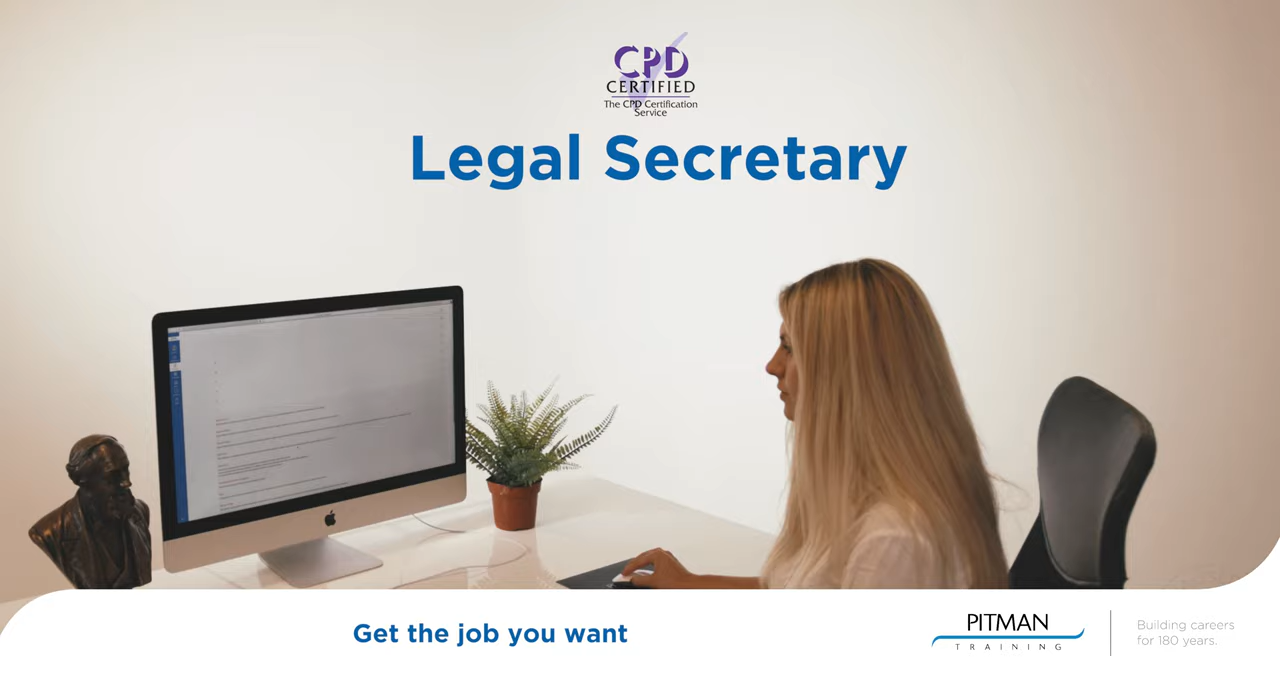 CPD
CERTIFIED
The CPD Certification
Service
Legal Secretary
Get the job you want
PITMAN
TRAINING
Building careers
for 180 years.